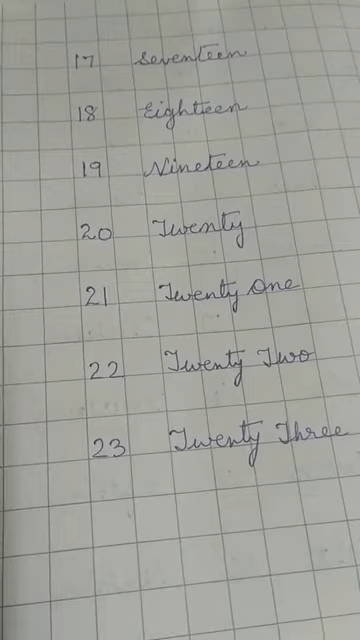 17 Seventeen
18 Eighteen
19 Nineteen
20 Twenty
21 Twenty One
22 Twenty Two
23 Twenty Three